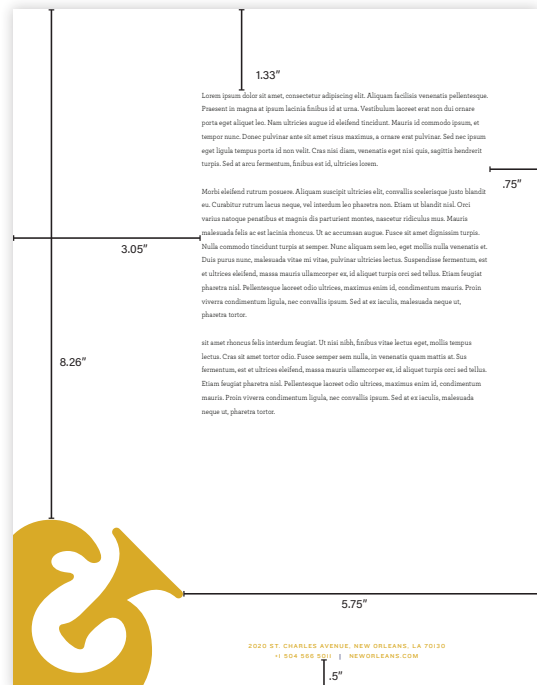 1.33"
Lorem ipsum dolor sit amet, consectetur adipiscing elit. Aliquam facilisis venenatis pellentesque.
Praesent in magna at ipsum lacinia finibus id at urna. Vestibulum laoreet erat non dui ornare
porta eget aliquet leo. Nam ultricies augue id eleifend tincidunt. Mauris id commodo ipsum, et
tempor nunc. Donec pulvinar ante sit amet risus maximus, a ornare erat pulvinar. Sed nec ipsum
eget ligula tempus porta id non velit. Cras nisi diam, venenatis eget nisi quis, sagittis hendrerit
turpis. Sed at arcu fermentum, finibus est id, ultricies lorem.
.75"
Morbi eleifend rutrum posuere. Aliquam suscipit ultricies elit, convallis scelerisque justo blandit
eu. Curabitur rutrum lacus neque, vel interdum leo pharetra non. Etiam ut blandit nisl. Orci
varius natoque penatibus et magnis dis parturient montes, nascetur ridiculus mus. Mauris
malesuada felis ac est lacinia rhoncus. Ut ac accumsan augue. Fusce sit amet dignissim turpis.
3.05"
Nulla commodo tincidunt turpis at semper. Nunc aliquam sem leo, eget mollis nulla venenatis et.
Duis purus nunc, malesuada vitae mi vitae, pulvinar ultricies lectus. Suspendisse fermentum, est
et ultrices eleifend, massa mauris ullamcorper ex, id aliquet turpis orci sed tellus. Etiam feugiat
pharetra nisl. Pellentesque laoreet odio ultrices, maximus enim id, condimentum mauris. Proin
viverra condimentum ligula, nec convallis ipsum. Sed at ex iaculis, malesuada neque ut,
pharetra tortor.
sit amet rhoncus felis interdum feugiat. Ut nisi nibh, finibus vitae lectus eget, mollis tempus
lectus. Cras sit amet tortor odio. Fusce semper sem nulla, in venenatis quam mattis at. Sus
8.26"
fermentum, est et ultrices eleifend, massa mauris ullamcorper ex, id aliquet turpis orci sed tellus.
Etiam feugiat pharetra nisl. Pellentesque laoreet odio ultrices, maximus enim id, condimentum
mauris. Proin viverra condimentum ligula, nec convallis ipsum. Sed at ex iaculis, malesuada
neque ut, pharetra tortor.
5.75"
2020 ST. CHARLES AVENUE, NEW ORLEANS, LA 70130
+1 504 566 5011 | NEWORLEANS.COM
.5"